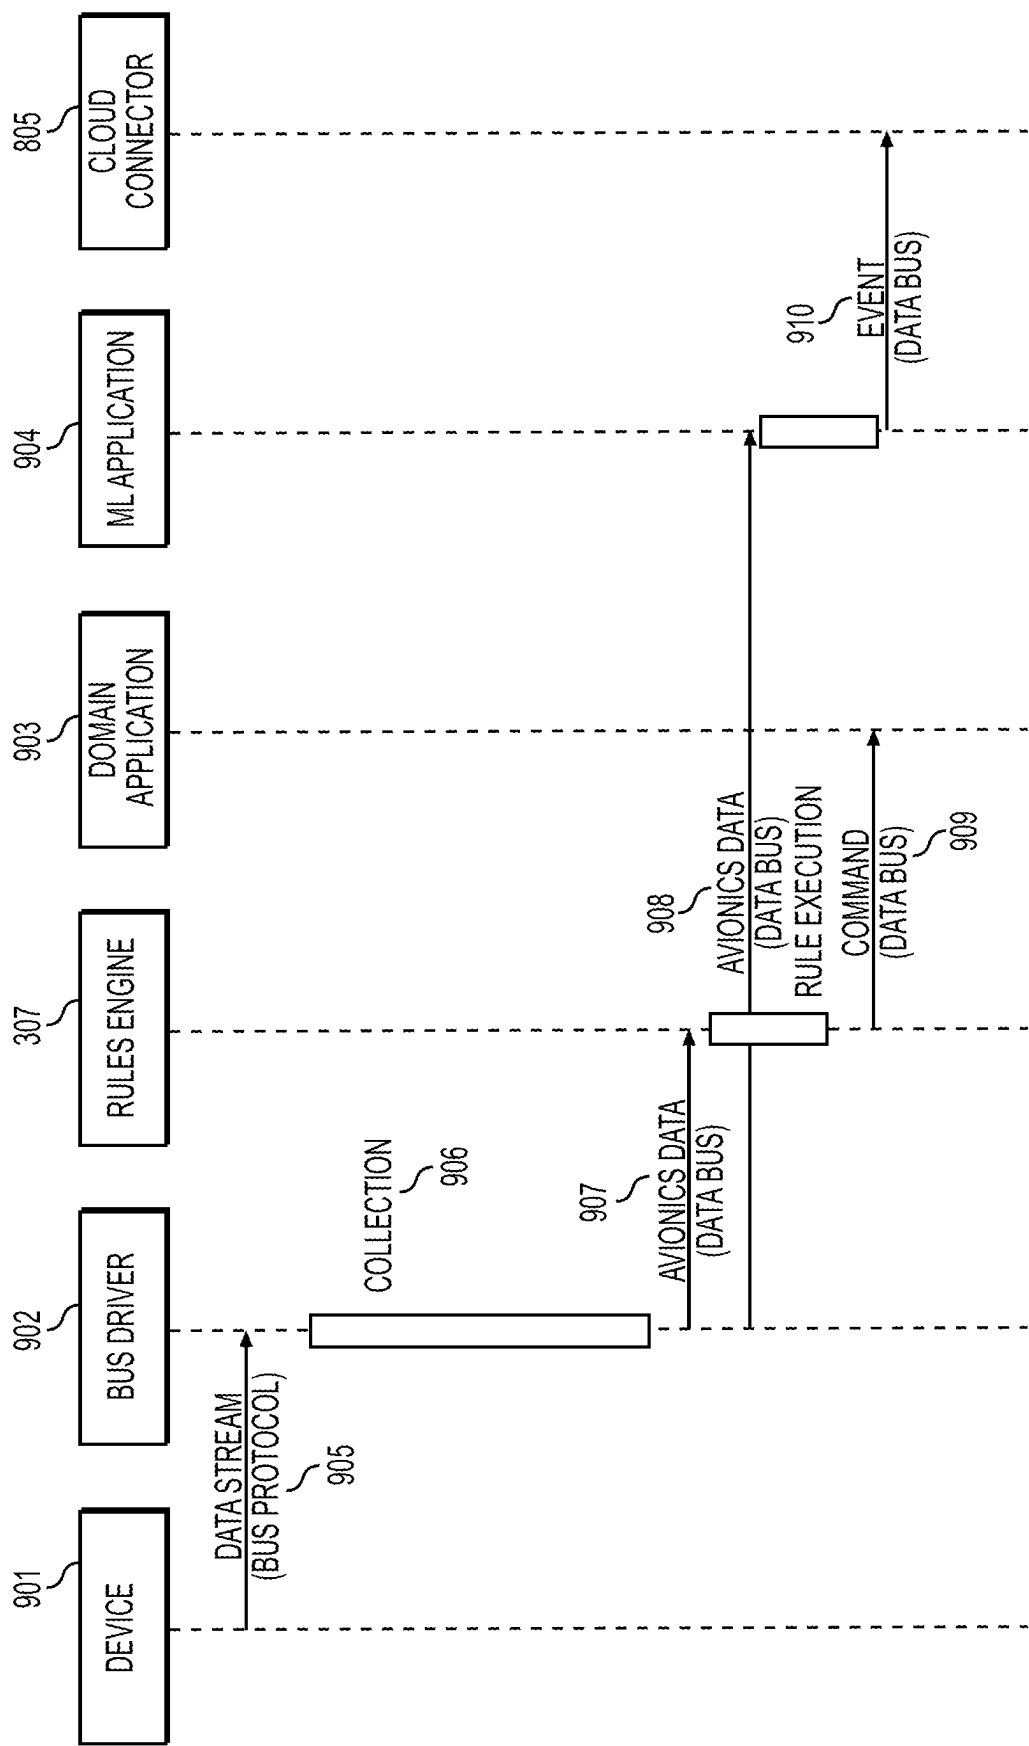 901
DEVICE
902
BUS DRIVER
307
RULES ENGINE
903
DOMAIN
APPLICATION
904
ML APPLICATION
805
CLOUD
CONNECTOR
DATA STREAM
(BUS PROTOCOL)
905
COLLECTION
906
907
AVIONICS DATA
(DATA BUS)
908
AVIONICS DATA
(DATA BUS)
RULE EXECUTION
COMMAND
(DATA BUS)
909
910
EVENT
(DATA BUS)